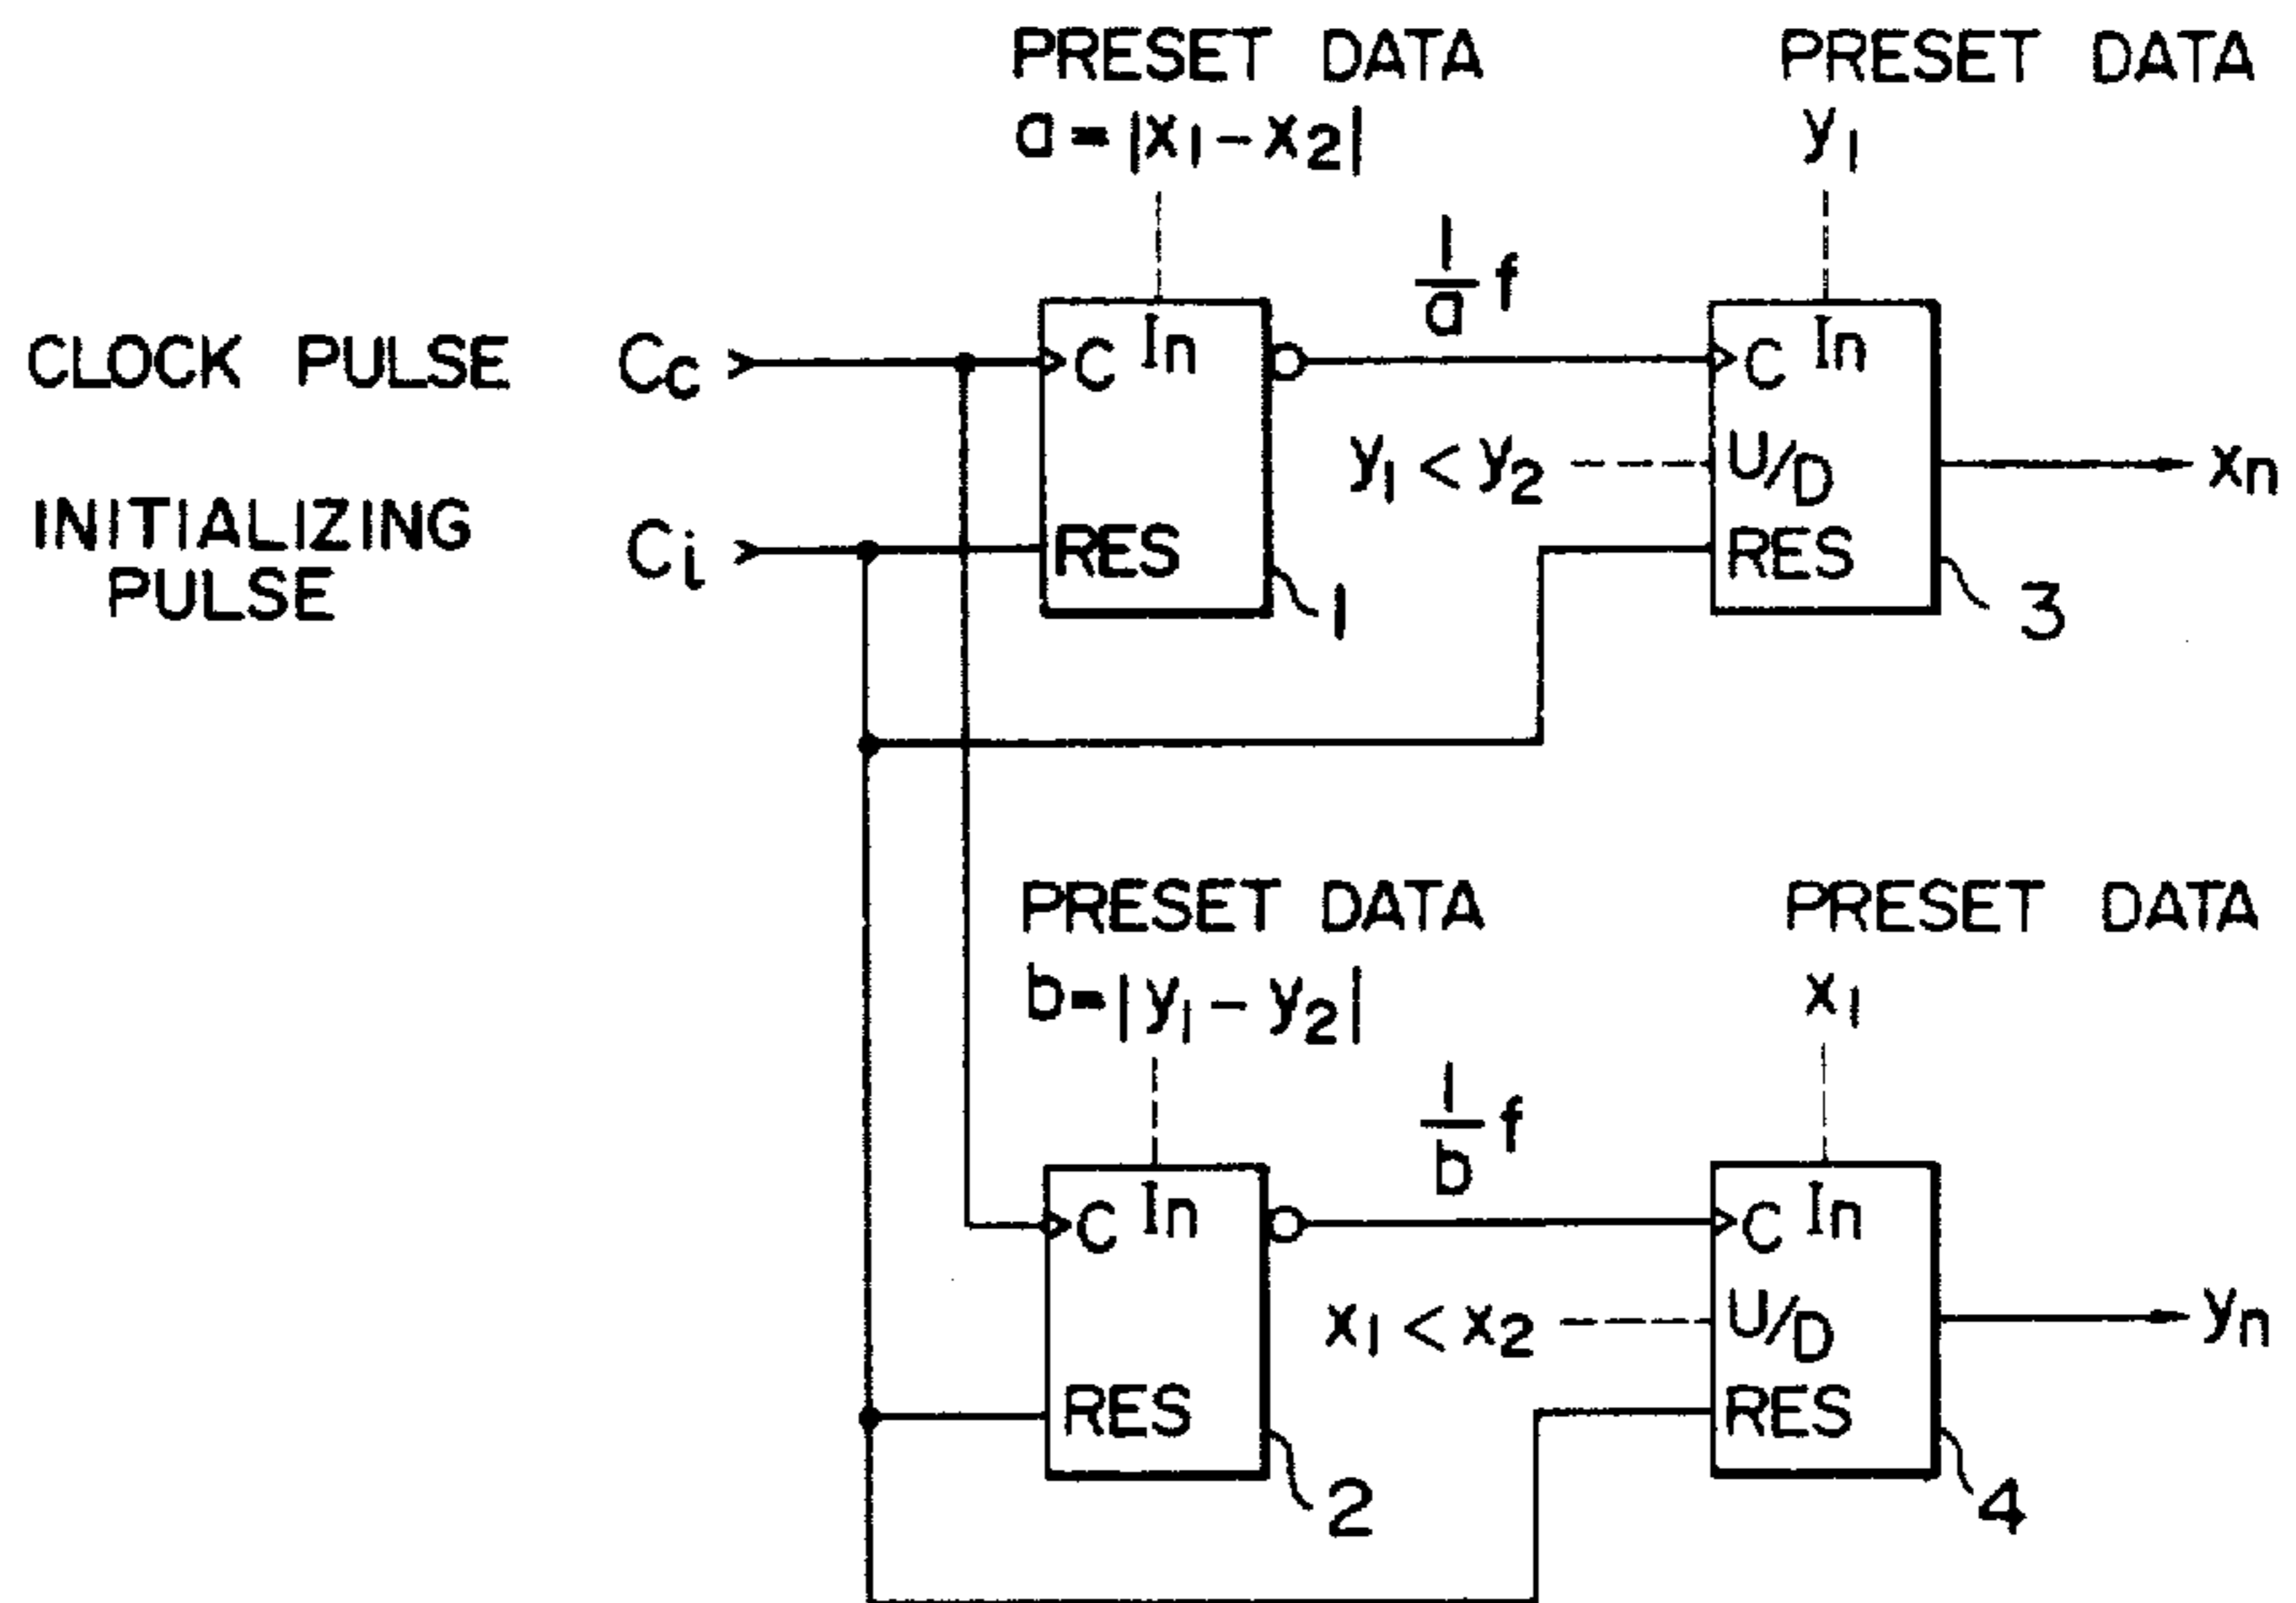 PRESET DATA
a=|x₁-x₂|
PRESET DATA
y₁
CLOCK PULSE Cc
C In
1/a f
C In
y₁<y₂
U/D
xn
INITIALIZING
PULSE
Ci
RES
1
RES
3
PRESET DATA
b=|y₁-y₂|
PRESET DATA
x₁
C In
1/b f
C In
x₁<x₂
U/D
yn
RES
2
RES
4